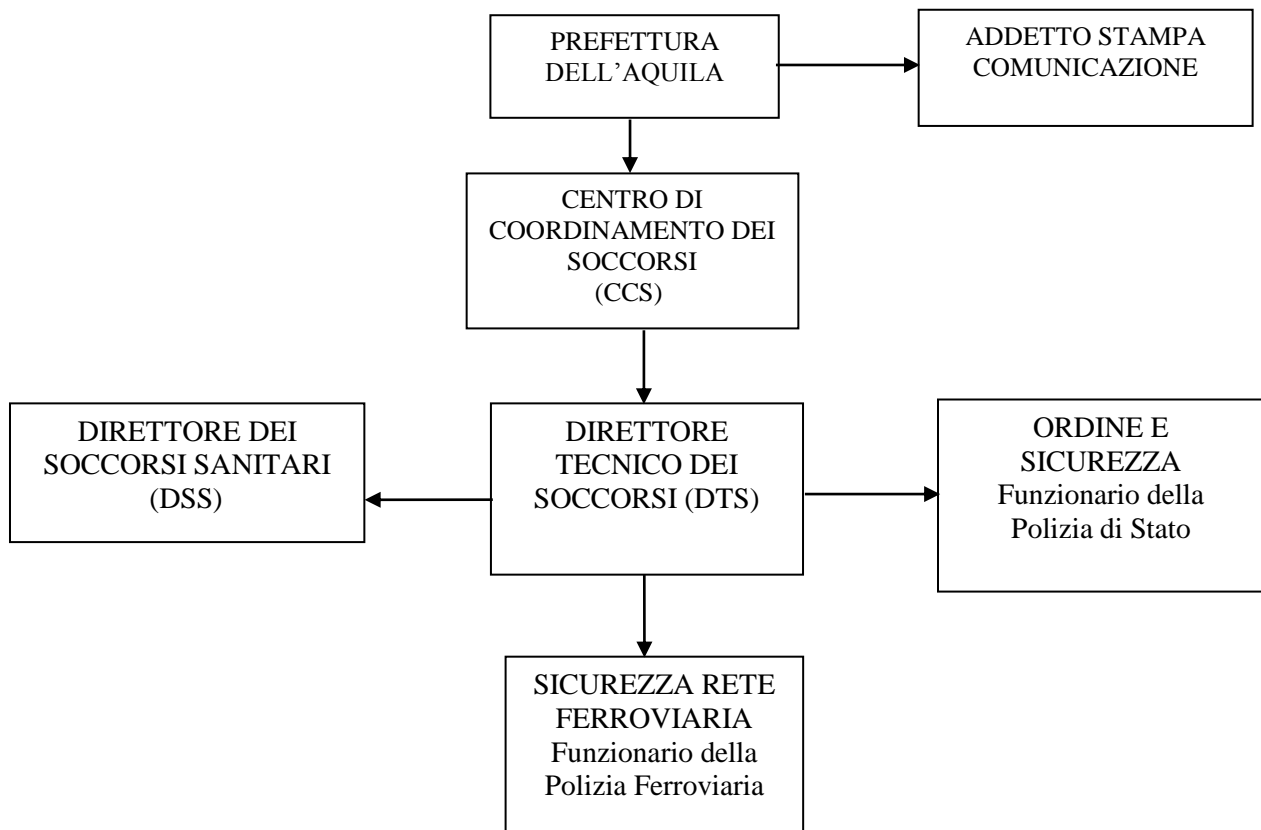 PREFETTURA
DELL’AQUILA
ADDETTO STAMPA
COMUNICAZIONE
CENTRO DI
COORDINAMENTO DEI
SOCCORSI
(CCS)
DIRETTORE DEI
SOCCORSI SANITARI
(DSS)
DIRETTORE
TECNICO DEI
SOCCORSI (DTS)
ORDINE E
SICUREZZA
Funzionario della
Polizia di Stato
SICUREZZA RETE
FERROVIARIA
Funzionario della
Polizia Ferroviaria